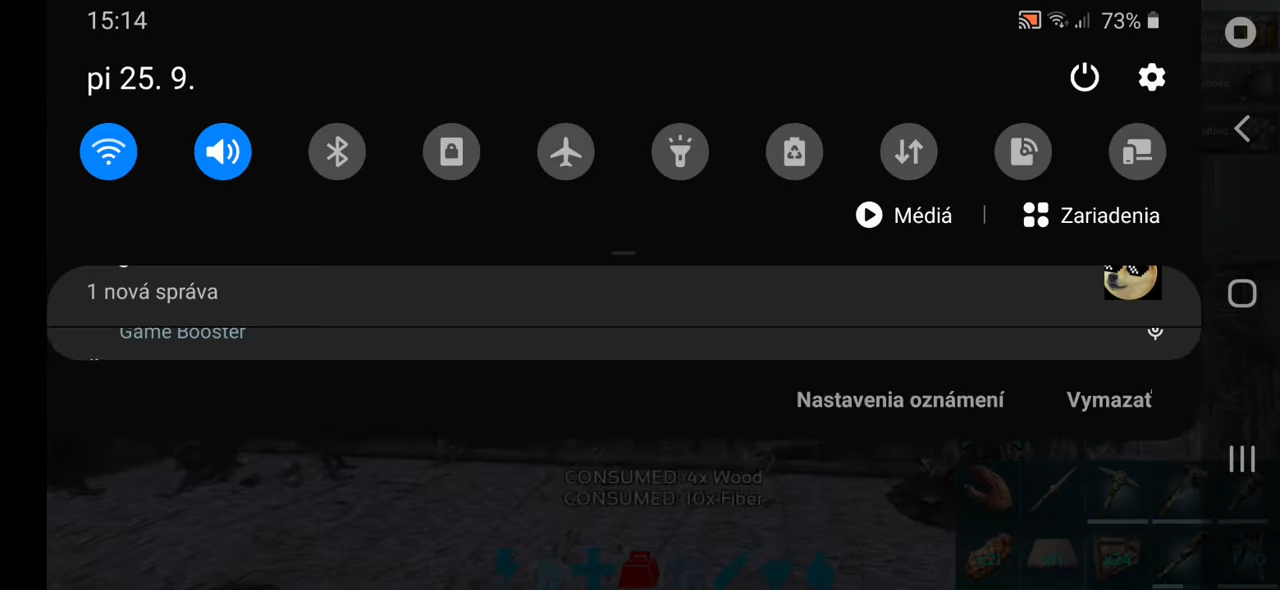 15:14
73%
pi 25. 9.
Médiá
Zariadenia
1 nová správa
Game Booster
Nastavenia oznámení
Vymazať
CONSUMED: 4x Wood
CONSUMED: 10x Fiber